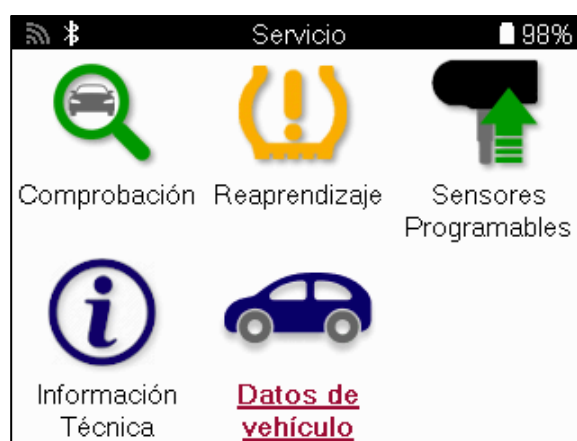 Servicio 98%
Comprobación Reaprendizaje Sensores
Programables
Información Datos de
Técnica vehículo